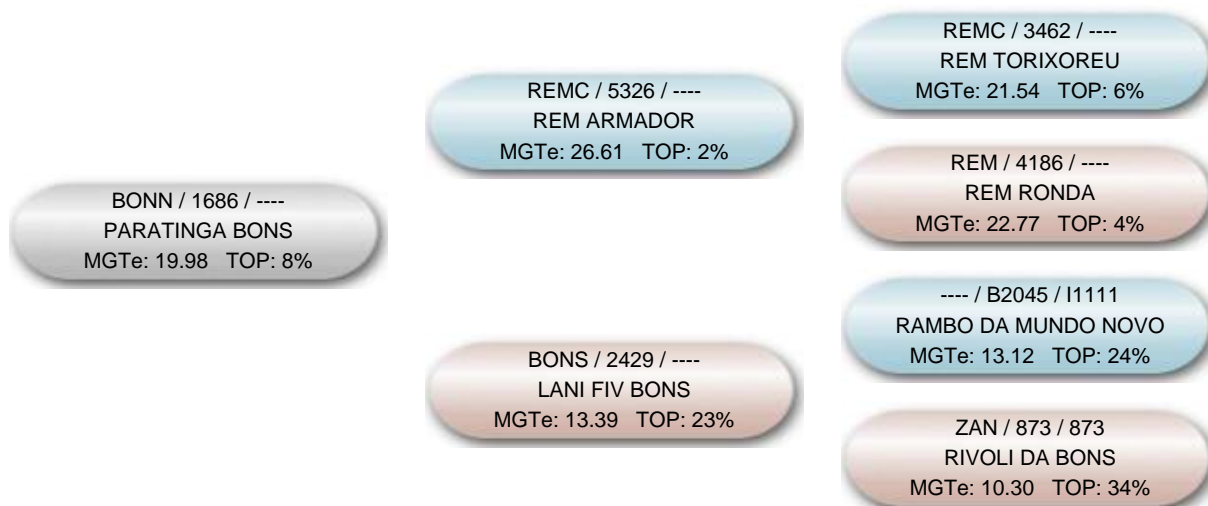 BONN / 1686 / ----
PARATINGA BONS
MGTe: 19.98 TOP: 8%
REMC / 5326 / ----
REM ARMADOR
MGTe: 26.61 TOP: 2%
BONS / 2429 / ----
LANI FIV BONS
MGTe: 13.39 TOP: 23%
REMC / 3462 / ----
REM TORIXOREU
MGTe: 21.54 TOP: 6%
REM / 4186 / ----
REM RONDA
MGTe: 22.77 TOP: 4%
---- / B2045 / I1111
RAMBO DA MUNDO NOVO
MGTe: 13.12 TOP: 24%
ZAN / 873 / 873
RIVOLI DA BONS
MGTe: 10.30 TOP: 34%